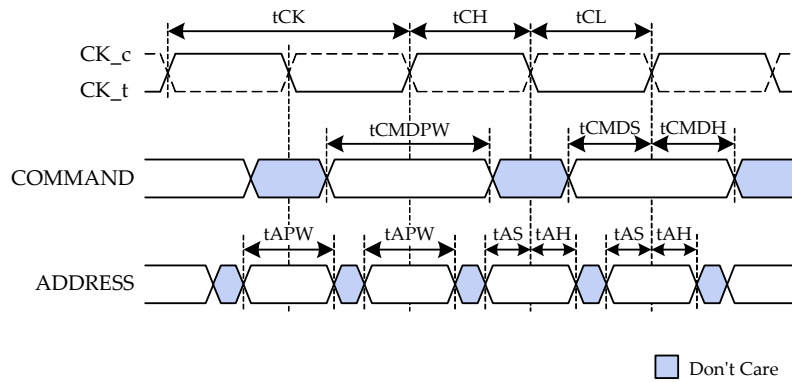 tCK tCH tCL
CK_c
CK_t
tCMDPW tCMDS tCMDH
COMMAND
tAPW tAPW tAS tAH tAS tAH
ADDRESS
Don't Care